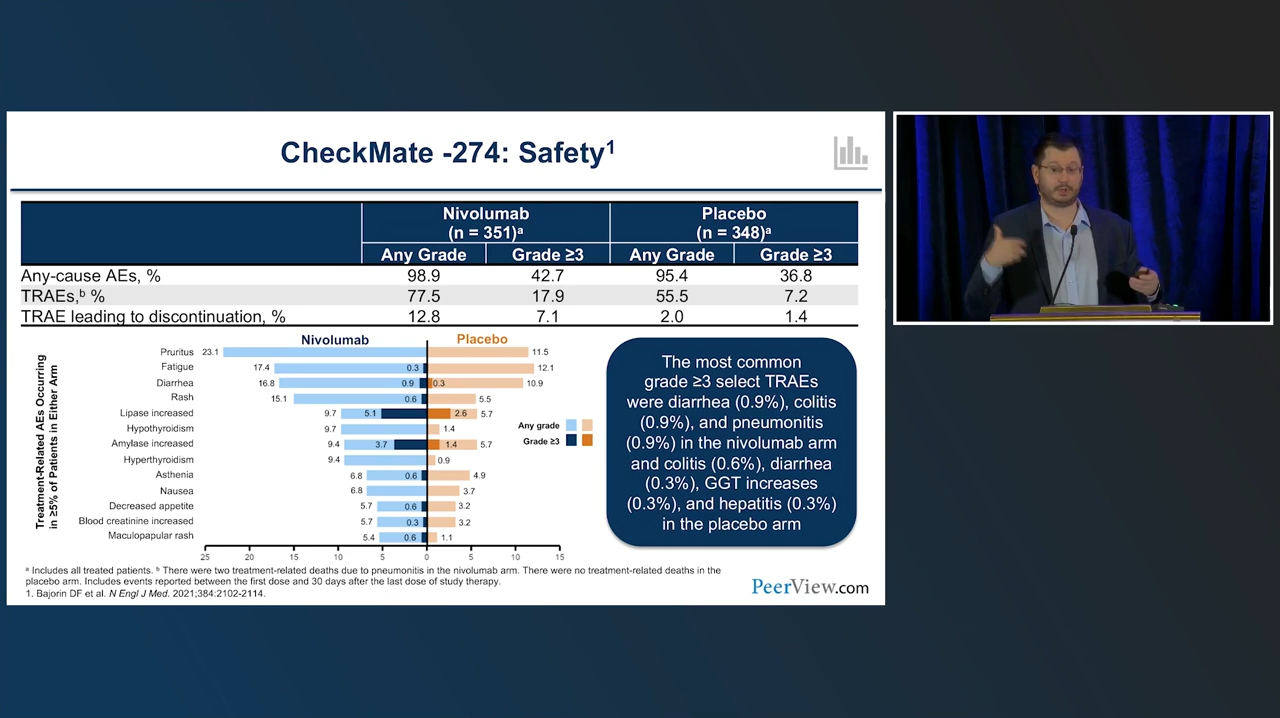 CheckMate -274: Safety1
Nivolumab
(n = 351)a
Placebo
(n = 348)a
Any Grade Grade ≥3 Any Grade Grade ≥3
Any-cause AEs, % 98.9 42.7 95.4 36.8
TRAEs,b % 77.5 17.9 55.5 7.2
TRAE leading to discontinuation, % 12.8 7.1 2.0 1.4
Treatment-Related AEs Occurring
in ≥5% of Patients in Either Arm
Nivolumab Placebo
Pruritus 23.1 11.5
Fatigue 17.4 0.3 12.1
Diarrhea 16.8 0.9 0.3 10.9
Rash 15.1 0.6 5.5
Lipase increased 9.7 5.1 2.6 5.7
Hypothyroidism 9.7 1.4
Amylase increased 9.4 3.7 1.4 5.7
Hyperthyroidism 9.4 0.9
Asthenia 6.8 0.6 4.9
Nausea 6.8 3.7
Decreased appetite 5.7 0.6 3.2
Blood creatinine increased 5.7 0.3 3.2
Maculopapular rash 5.4 0.6 1.1
25 20 15 10 5 0 5 10 15
Any grade
Grade ≥3
The most common
grade ≥3 select TRAEs
were diarrhea (0.9%), colitis
(0.9%), and pneumonitis
(0.9%) in the nivolumab arm
and colitis (0.6%), diarrhea
(0.3%), GGT increases
(0.3%), and hepatitis (0.3%)
in the placebo arm
a Includes all treated patients. b There were two treatment-related deaths due to pneumonitis in the nivolumab arm. There were no treatment-related deaths in the
placebo arm. Includes events reported between the first dose and 30 days after the last dose of study therapy.
1. Bajorin DF et al. N Engl J Med. 2021;384:2102-2114.
PeerView.com